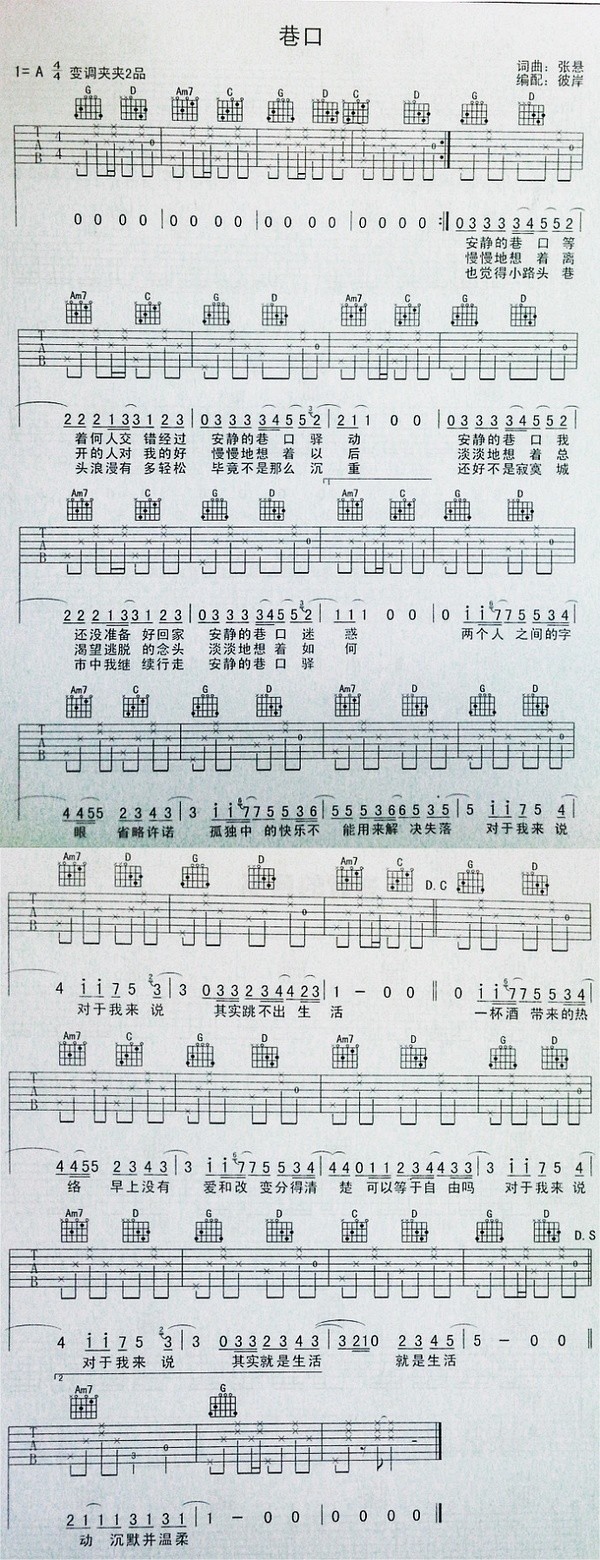 巷口
1=A 4/4 变调夹夹2品
词曲：张悬
编配：彼岸
G D Am7 C G D C D G D
T A B 4 4
0 0 0 0 | 0 0 0 0 | 0 0 0 0 | 0 0 0 0 :‖ 0 3 3 3 3 4 5 5 2 |
安静的巷 口 等
慢慢地想 着 离
也觉得小路头 巷
Am7 C G D Am7 C G D
T A B
2 2 2 1 3 3 1 2 3 | 0 3 3 3 3 4 5 5 2 | 2 1 1 0 0 | 0 3 3 3 3 4 5 5 2 |
着何人交 错经过 安静的巷 口 驿 动 安静的巷 口 我
开的人对 我的好 慢慢地想 着 以 后 淡淡地想 着 总
头浪漫有 多轻松 毕竟不是那么 沉 重 还好不是寂寞 城
Am7 C G D Am7 C G D
T A B
1
2 2 2 1 3 3 1 2 3 | 0 3 3 3 3 4 5 5 2 | 1 1 1 0 0 | 0 i i 7 7 5 5 3 4 |
还没准备 好回家 安静的巷 口 迷 惑 两个人 之间的字
渴望逃脱 的念头 淡淡地想 着 如 何
市中我继 续行走 安静的巷 口 驿
Am7 C G D Am7 D G D
T A B
4 4 5 5 2 3 4 3 | 3 i i 7 7 5 5 3 6 | 5 5 5 3 6 6 5 3 5 | 5 i 7 5 4 |
眼 省略许诺 孤独中 的快乐不 能用来解 决失落 对于我来 说
Am7 D G D Am7 C D.C G D
T A B
4 i i 7 5 3 | 3 0 3 3 2 3 4 4 2 3 | 1 - 0 0 ‖ 0 i i 7 7 5 5 3 4 |
对于我来 说 其实跳不出 生 活 一杯酒 带来的热
Am7 C G D Am7 D G D
T A B
4 4 5 5 2 3 4 3 | 3 i i 7 7 5 5 3 4 | 4 4 0 1 1 2 3 4 4 3 3 | 3 i 7 5 4 |
络 早上没有 爱和改 变分得清 楚 可以等于自 由吗 对于我来 说
Am7 D G D C D G D D.S
T A B
4 i i 7 5 3 | 3 0 3 3 2 3 4 | 3 2 1 0 2 3 4 5 | 5 - 0 0 ‖
对于我来 说 其实就是生活 就是生活
2
Am7 G
T A B
2 1 1 1 3 1 3 1 | 1 - 0 0 | 0 0 0 0 ‖
动 沉默并温柔